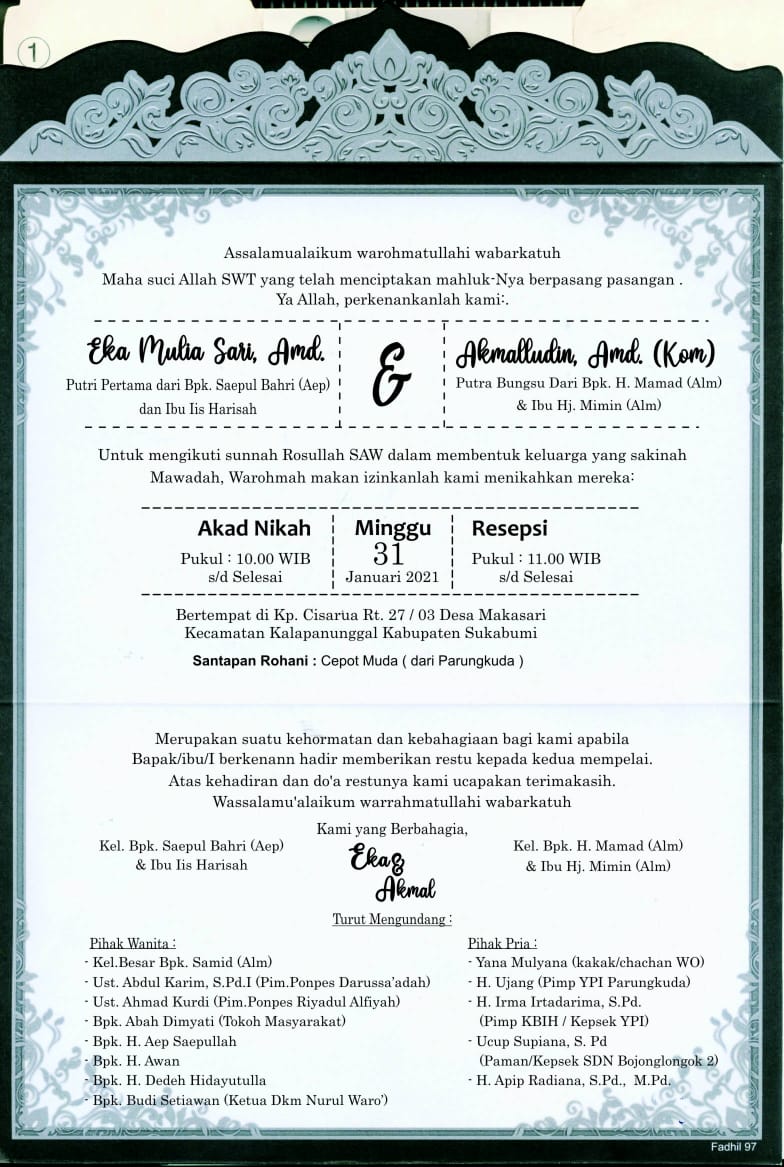 1
Assalamualaikum warohmatullahi wabarkatuh
Maha suci Allah SWT yang telah menciptakan mahluk-Nya berpasang pasangan .
Ya Allah, perkenankanlah kami:.
Eka Mulia Sari, Amd.
Putri Pertama dari Bpk. Saepul Bahri (Aep)
dan Ibu Iis Harisah
&
Akmalludin, Amd. (Kom)
Putra Bungsu Dari Bpk. H. Mamad (Alm)
& Ibu Hj. Mimin (Alm)
Untuk mengikuti sunnah Rosullah SAW dalam membentuk keluarga yang sakinah
Mawadah, Warohmah makan izinkanlah kami menikahkan mereka:
Akad Nikah
Pukul : 10.00 WIB
s/d Selesai
Minggu
31
Januari 2021
Resepsi
Pukul : 11.00 WIB
s/d Selesai
Bertempat di Kp. Cisarua Rt. 27 / 03 Desa Makasari
Kecamatan Kalapanunggal Kabupaten Sukabumi
Santapan Rohani : Cepot Muda ( dari Parungkuda )
Merupakan suatu kehormatan dan kebahagiaan bagi kami apabila
Bapak/ibu/I berkenann hadir memberikan restu kepada kedua mempelai.
Atas kehadiran dan do'a restunya kami ucapakan terimakasih.
Wassalamu'alaikum warrahmatullahi wabarkatuh
Kami yang Berbahagia,
Kel. Bpk. Saepul Bahri (Aep)
& Ibu Iis Harisah
Eka &
Akmal
Kel. Bpk. H. Mamad (Alm)
& Ibu Hj. Mimin (Alm)
Turut Mengundang :
Pihak Wanita :
- Kel.Besar Bpk. Samid (Alm)
- Ust. Abdul Karim, S.Pd.I (Pim.Ponpes Darussa'adah)
- Ust. Ahmad Kurdi (Pim.Ponpes Riyadul Alfiyah)
- Bpk. Abah Dimyati (Tokoh Masyarakat)
- Bpk. H. Aep Saepullah
- Bpk. H. Awan
- Bpk. H. Dedeh Hidayutulla
- Bpk. Budi Setiawan (Ketua Dkm Nurul Waro')
Pihak Pria :
- Yana Mulyana (kakak/chachan WO)
- H. Ujang (Pimp YPI Parungkuda)
- H. Irma Irtadarima, S.Pd.
(Pimp KBIH / Kepsek YPI)
- Ucup Supiana, S. Pd
(Paman/Kepsek SDN Bojonglongok 2)
- H. Apip Radiana, S.Pd., M.Pd.
Fadhil 97